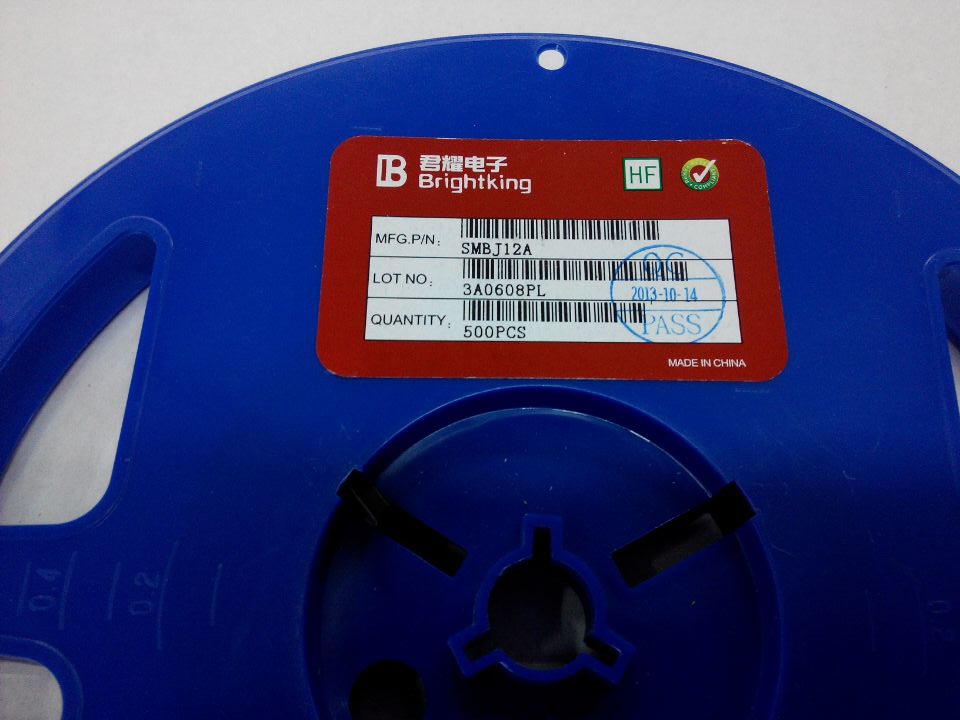 君耀电子
Brightking
HF
MFG.P/N:
SMBJ12A
LOT NO:
3A0608PL
QUANTITY:
500PCS
QC
2013-10-14
PASS
MADE IN CHINA
0.4
0.2